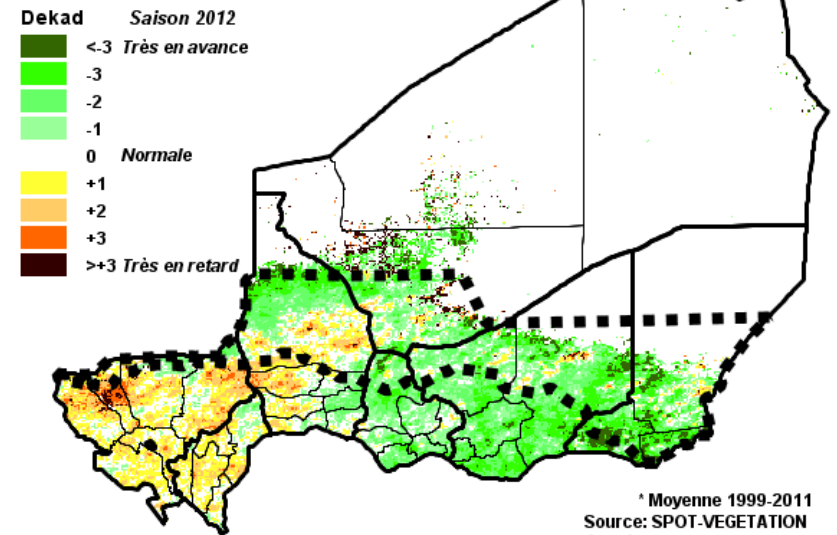 Dekad Saison 2012
<-3 Très en avance
-3
-2
-1
0 Normale
+1
+2
+3
>+3 Très en retard
* Moyenne 1999-2011
Source: SPOT-VEGETATION